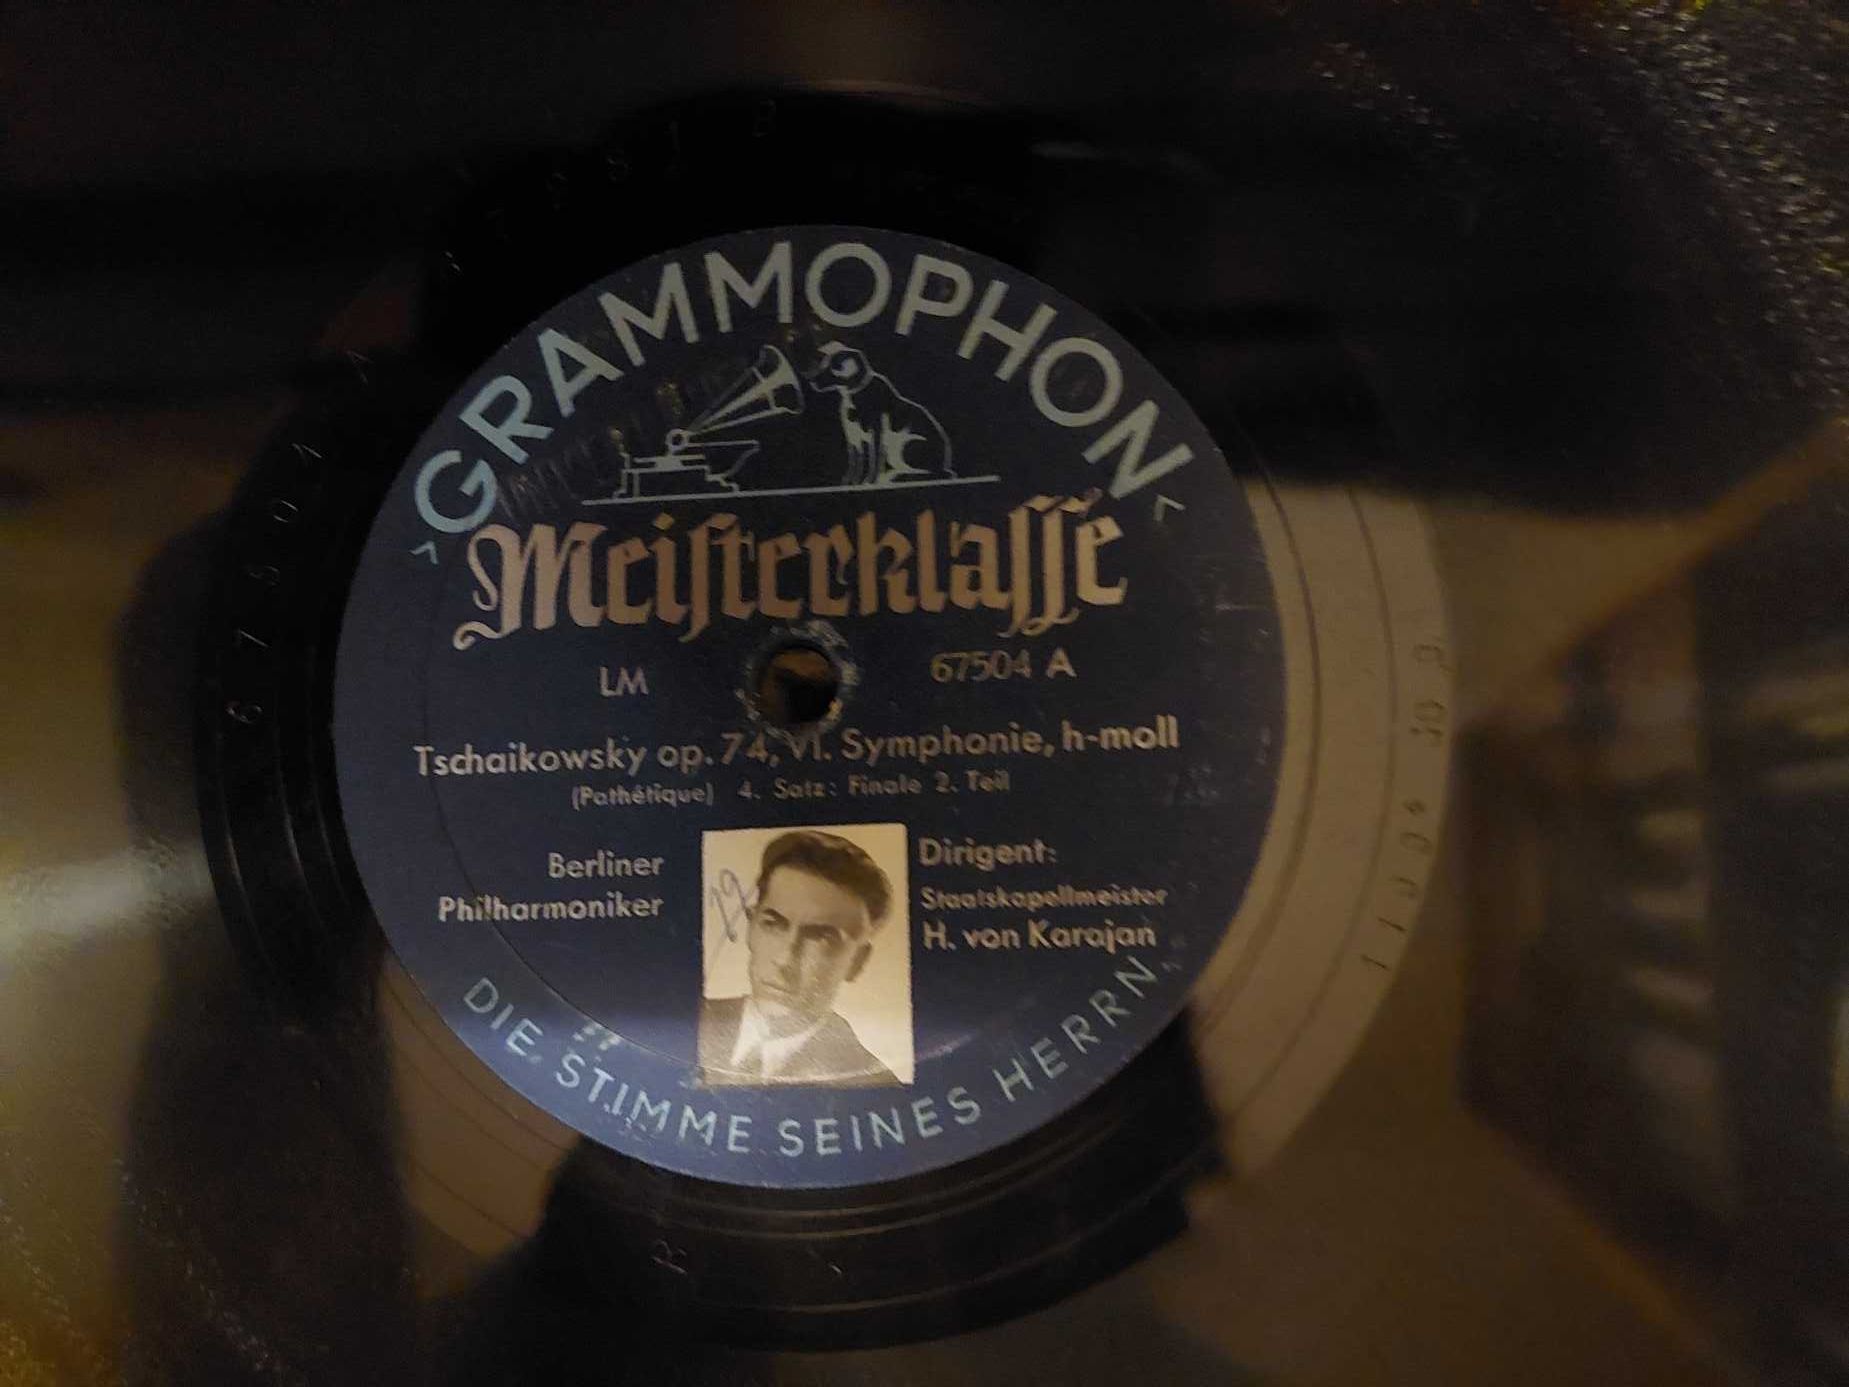 GRAMMOPHON
Meisterklasse
LM 67504 A
Tschaikowsky op. 74, VI. Symphonie, h-moll
(Pathétique) 4. Satz: Finale 2. Teil
Berliner
Philharmoniker
Dirigent:
Staatskapellmeister
H. von Karajan
„DIE STIMME SEINES HERRN“